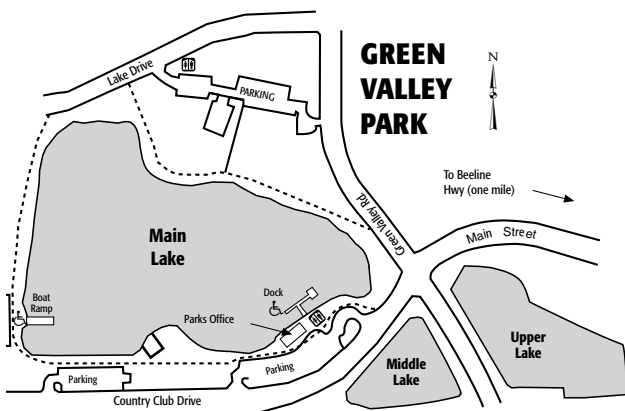 GREEN
VALLEY
PARK
N
Lake Drive
PARKING
To Beeline
Hwy (one mile)
Green Valley Rd.
Main Street
Main
Lake
Dock
Boat
Ramp
Parks Office
Upper
Lake
Middle
Lake
Parking
Parking
Country Club Drive